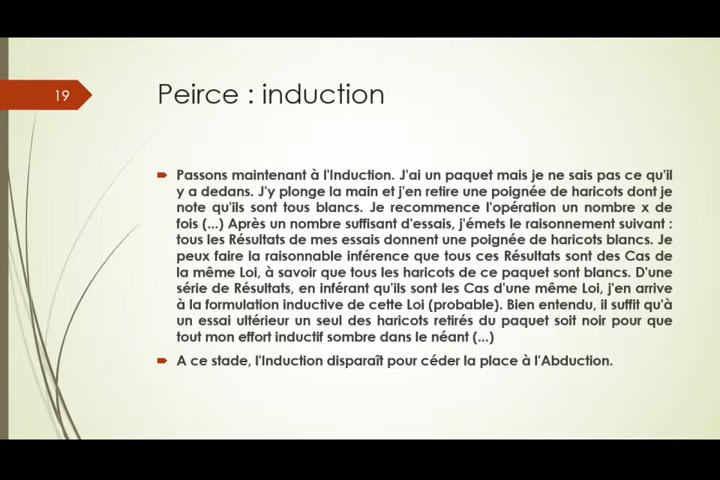 19
Peirce : induction
Passons maintenant à l'Induction. J'ai un paquet mais je ne sais pas ce qu'il
y a dedans. J'y plonge la main et j'en retire une poignée de haricots dont je
note qu'ils sont tous blancs. Je recommence l'opération un nombre x de
fois (...) Après un nombre suffisant d'essais, j'émets le raisonnement suivant :
tous les Résultats de mes essais donnent une poignée de haricots blancs. Je
peux faire la raisonnable inférence que tous ces Résultats sont des Cas de
la même Loi, à savoir que tous les haricots de ce paquet sont blancs. D'une
série de Résultats, en inférant qu'ils sont les Cas d'une même Loi, j'en arrive
à la formulation inductive de cette Loi (probable). Bien entendu, il suffit qu'à
un essai ultérieur un seul des haricots retirés du paquet soit noir pour que
tout mon effort inductif sombre dans le néant (...)
A ce stade, l'Induction disparaît pour céder la place à l'Abduction.